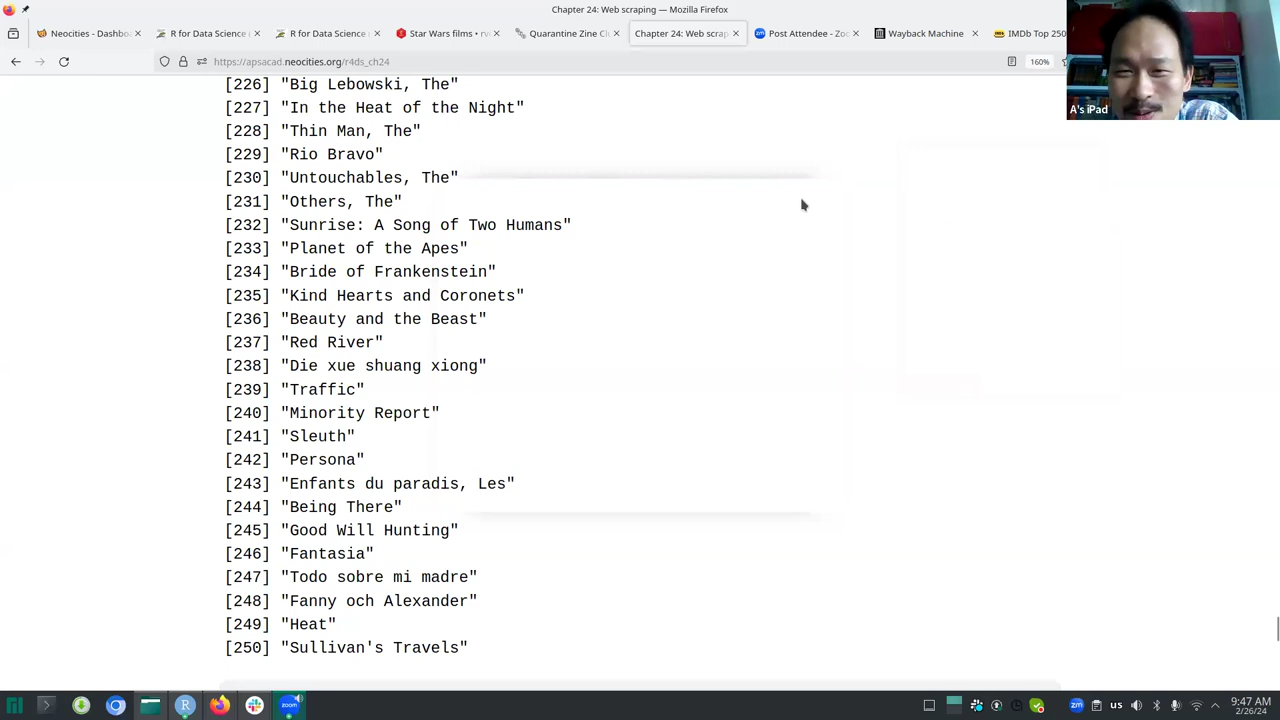 Chapter 24: Web scraping — Mozilla Firefox
Neocities - Dashbo
R for Data Science
R for Data Science
Star Wars films • rv
Quarantine Zine Cl
Chapter 24: Web scrap
Post Attendee - Zoo
Wayback Machine
IMDb Top 250
https://apsacad.neocities.org/r4ds_ch24
160%
A's iPad
[226] "Big Lebowski, The"
[227] "In the Heat of the Night"
[228] "Thin Man, The"
[229] "Rio Bravo"
[230] "Untouchables, The"
[231] "Others, The"
[232] "Sunrise: A Song of Two Humans"
[233] "Planet of the Apes"
[234] "Bride of Frankenstein"
[235] "Kind Hearts and Coronets"
[236] "Beauty and the Beast"
[237] "Red River"
[238] "Die xue shuang xiong"
[239] "Traffic"
[240] "Minority Report"
[241] "Sleuth"
[242] "Persona"
[243] "Enfants du paradis, Les"
[244] "Being There"
[245] "Good Will Hunting"
[246] "Fantasia"
[247] "Todo sobre mi madre"
[248] "Fanny och Alexander"
[249] "Heat"
[250] "Sullivan's Travels"
R
zoom
zm
us
9:47 AM
2/26/24